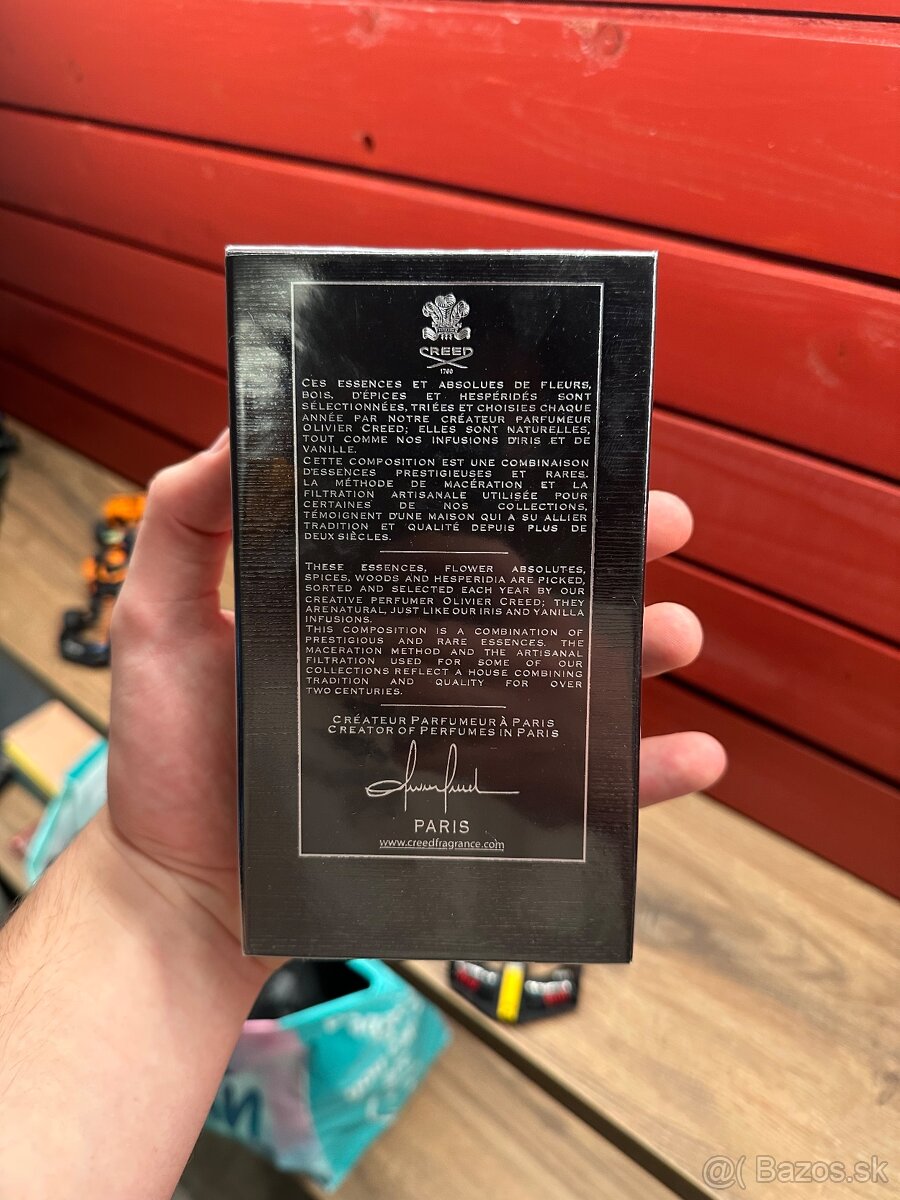 CREED
1760
CES ESSENCES ET ABSOLUES DE FLEURS,
BOIS, D'ÉPICES ET HESPÉRIDÉS SONT
SÉLECTIONNÉES, TRIÉES ET CHOISIES CHAQUE
ANNÉE PAR NOTRE CRÉATEUR PARFUMEUR
OLIVIER CREED; ELLES SONT NATURELLES,
TOUT COMME NOS INFUSIONS D'IRIS ET DE
VANILLE.
CETTE COMPOSITION EST UNE COMBINAISON
D'ESSENCES PRESTIGIEUSES ET RARES.
LA MÉTHODE DE MACÉRATION ET LA
FILTRATION ARTISANALE UTILISÉE POUR
CERTAINES DE NOS COLLECTIONS,
TÉMOIGNENT D'UNE MAISON QUI A SU ALLIER
TRADITION ET QUALITÉ DEPUIS PLUS DE
DEUX SIÈCLES.
THESE ESSENCES, FLOWER ABSOLUTES,
SPICES, WOODS AND HESPERIDIA ARE PICKED,
SORTED AND SELECTED EACH YEAR BY OUR
CREATIVE PERFUMER OLIVIER CREED; THEY
ARENATURAL, JUST LIKE OUR IRIS AND YANILLA
INFUSIONS.
THIS COMPOSITION IS A COMBINATION OF
PRESTIGIOUS AND RARE ESSENCES. THE
MACERATION METHOD AND THE ARTISANAL
FILTRATION USED FOR SOME OF OUR
COLLECTIONS REFLECT A HOUSE COMBINING
TRADITION AND QUALITY FOR OVER
TWO CENTURIES.
CRÉATEUR PARFUMEUR À PARIS
CREATOR OF PERFUMES IN PARIS
PARIS
www.creedfragrance.com
@( Bazos.sk